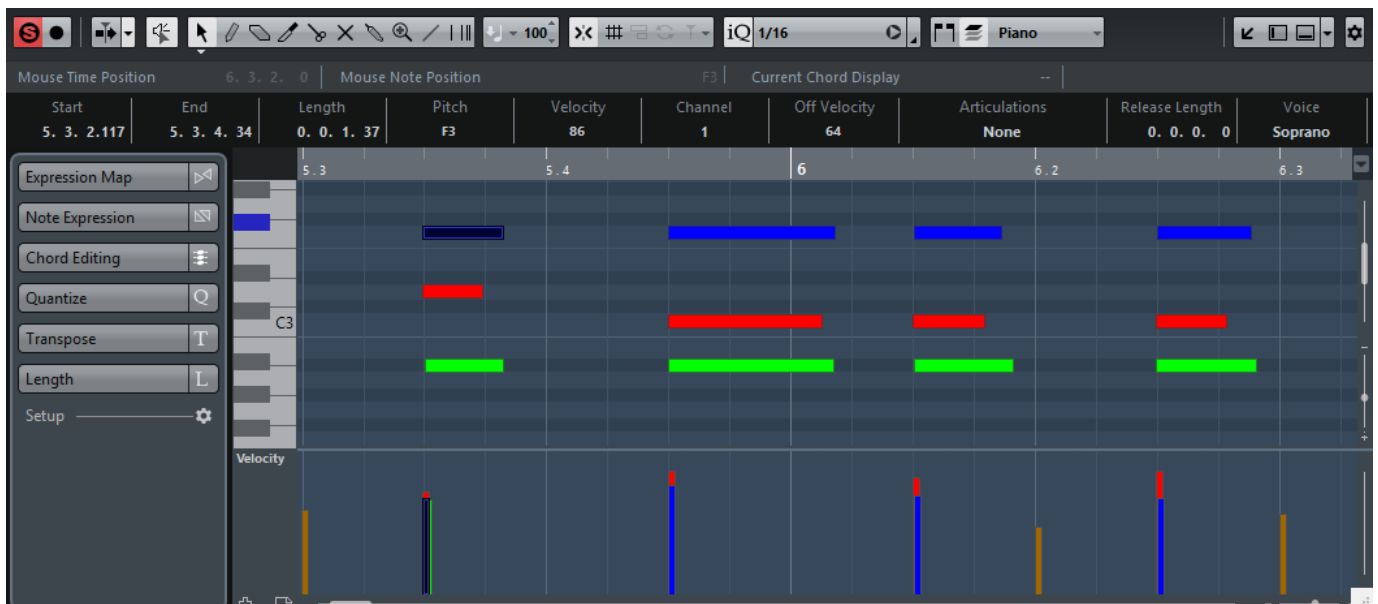 S 100 iQ 1/16 Piano
Mouse Time Position 6. 3. 2. 0 Mouse Note Position F3 Current Chord Display --
Start End Length Pitch Velocity Channel Off Velocity Articulations Release Length Voice
5. 3. 2.117 5. 3. 4. 34 0. 0. 1. 37 F3 86 1 64 None 0. 0. 0. 0 Soprano
5.3 5.4 6 6.2 6.3
Expression Map
Note Expression
Chord Editing
Quantize Q
C3
Transpose T
Length L
Setup
Velocity